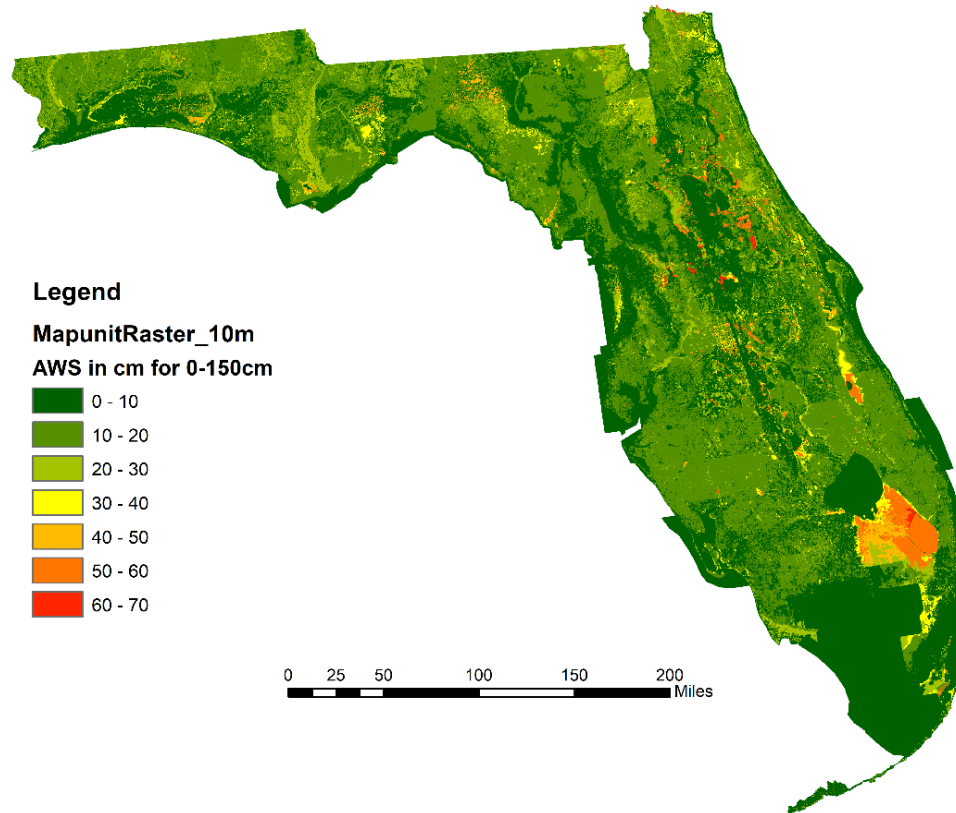 Legend
MapunitRaster_10m
AWS in cm for 0-150cm
0 - 10
10 - 20
20 - 30
30 - 40
40 - 50
50 - 60
60 - 70
0 25 50 100 150 200
Miles